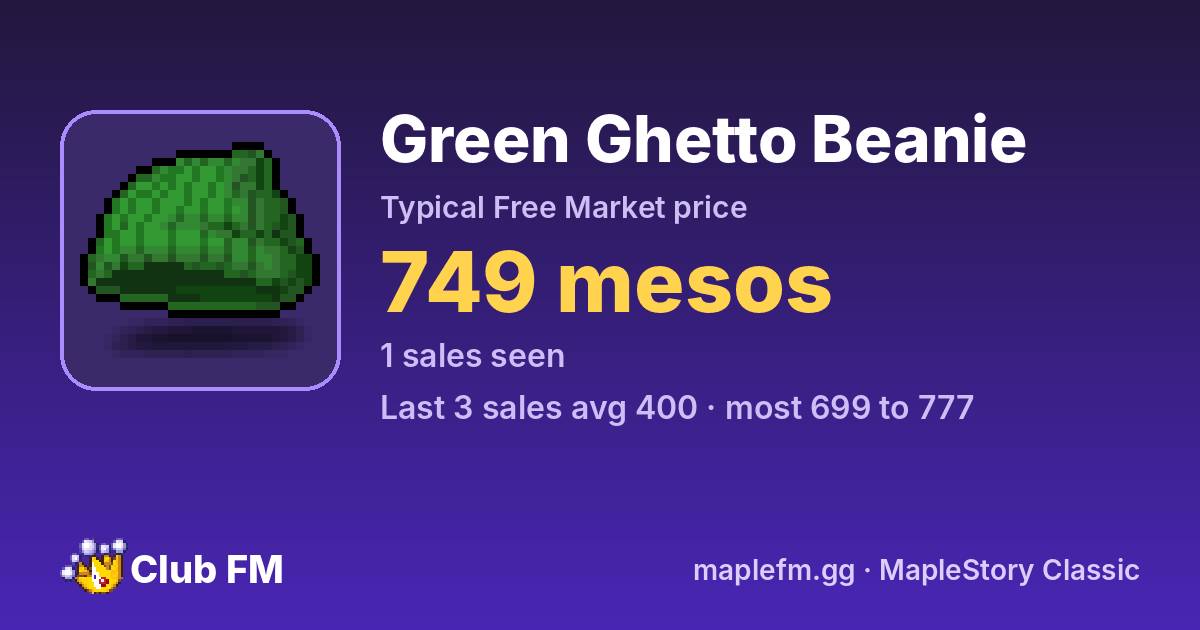 Green Ghetto Beanie
Typical Free Market price
749 mesos
1 sales seen
Last 3 sales avg 400 · most 699 to 777
Club FM
maplefm.gg · MapleStory Classic